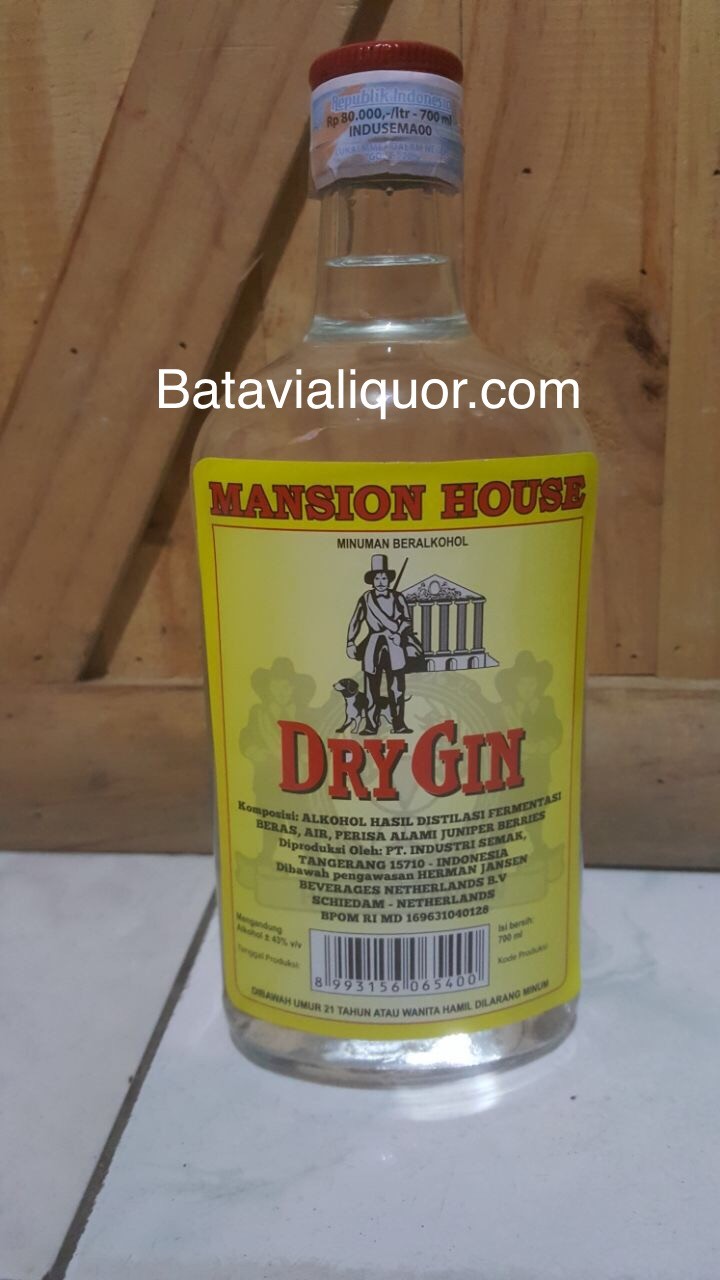 Republik Indonesia
Rp 80.000,-/ltr - 700 ml
INDUSEMA00
Batavialiquor.com
MANSION HOUSE
MINUMAN BERALKOHOL
DRY GIN
Komposisi: ALKOHOL HASIL DISTILASI FERMENTASI
BERAS, AIR, PERISA ALAMI JUNIPER BERRIES
Diproduksi Oleh: PT. INDUSTRI SEMAK,
TANGERANG 15710 - INDONESIA
Dibawah pengawasan HERMAN JANSEN
BEVERAGES NETHERLANDS B.V
SCHIEDAM - NETHERLANDS
BPOM RI MD 169631040128
Mengandung
Alkohol ± 43% v/v
Tanggal Produksi:
Isi bersih:
700 ml
Kode Produksi:
8 993156 065400
DIBAWAH UMUR 21 TAHUN ATAU WANITA HAMIL DILARANG MINUM